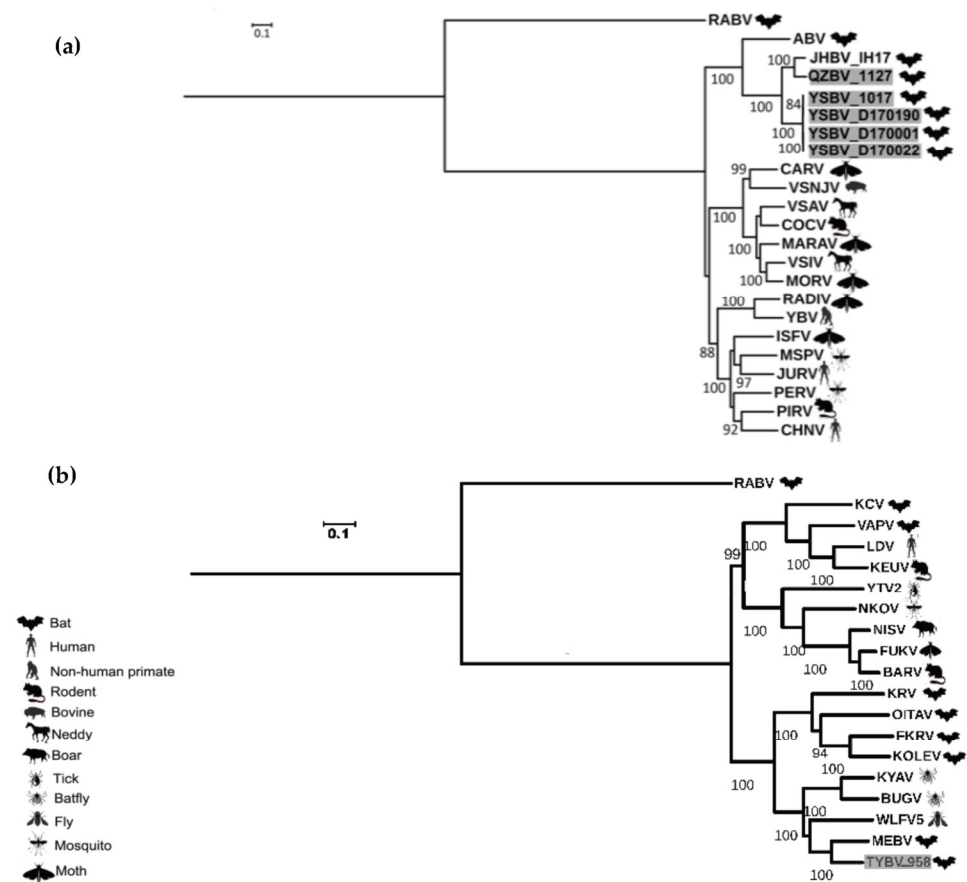 (a)
0.1
RABV
ABV
100
JHBV_IH17
100
QZBV_1127
100
84
YSBV_1017
YSBV_D170190
100
YSBV_D170001
100
YSBV_D170022
99
CARV
VSNJV
100
VSAV
COCV
100
MARAV
VSIV
100
MORV
100
RADIV
YBV
ISFV
88
MSPV
97
JURV
100
PERV
PIRV
92
CHNV
(b)
0.1
RABV
KCV
VAPV
99
100
LDV
100
KEUV
100
YTV2
NKOV
100
NISV
100
FUKV
100
BARV
100
KRV
OITAV
100
FKRV
94
KOLEV
100
100
KYAV
BUGV
100
WLFV5
100
MEBV
TYBV_958
100
Bat
Human
Non-human primate
Rodent
Bovine
Neddy
Boar
Tick
Batfly
Fly
Mosquito
Moth